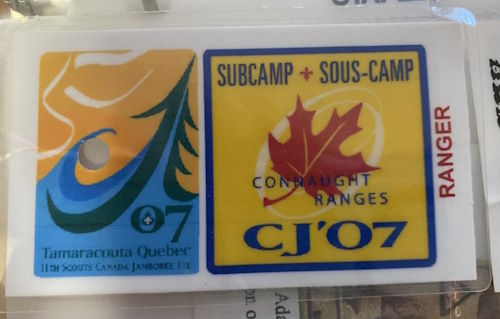 SUBCAMP ⚜ SOUS-CAMP
CONNAUGHT
RANGES
CJ'07
RANGER
07
Tamaracouta Quebec
11th Scouts Canada Jamboree 11e